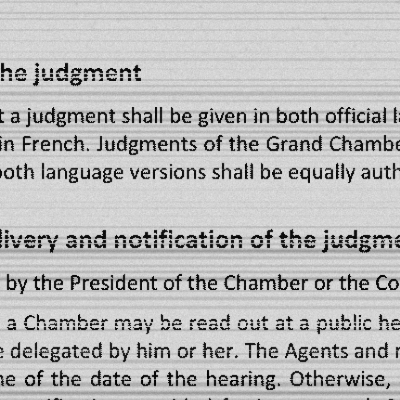 he judgment
t a judgment shall be given in both official
in French. Judgments of the Grand Chambe
both language versions shall be equally auth
livery and notification of the judgme
by the President of the Chamber or the Co
a Chamber may be read out at a public he
e delegated by him or her. The Agents and
ne of the date of the hearing. Otherwise,